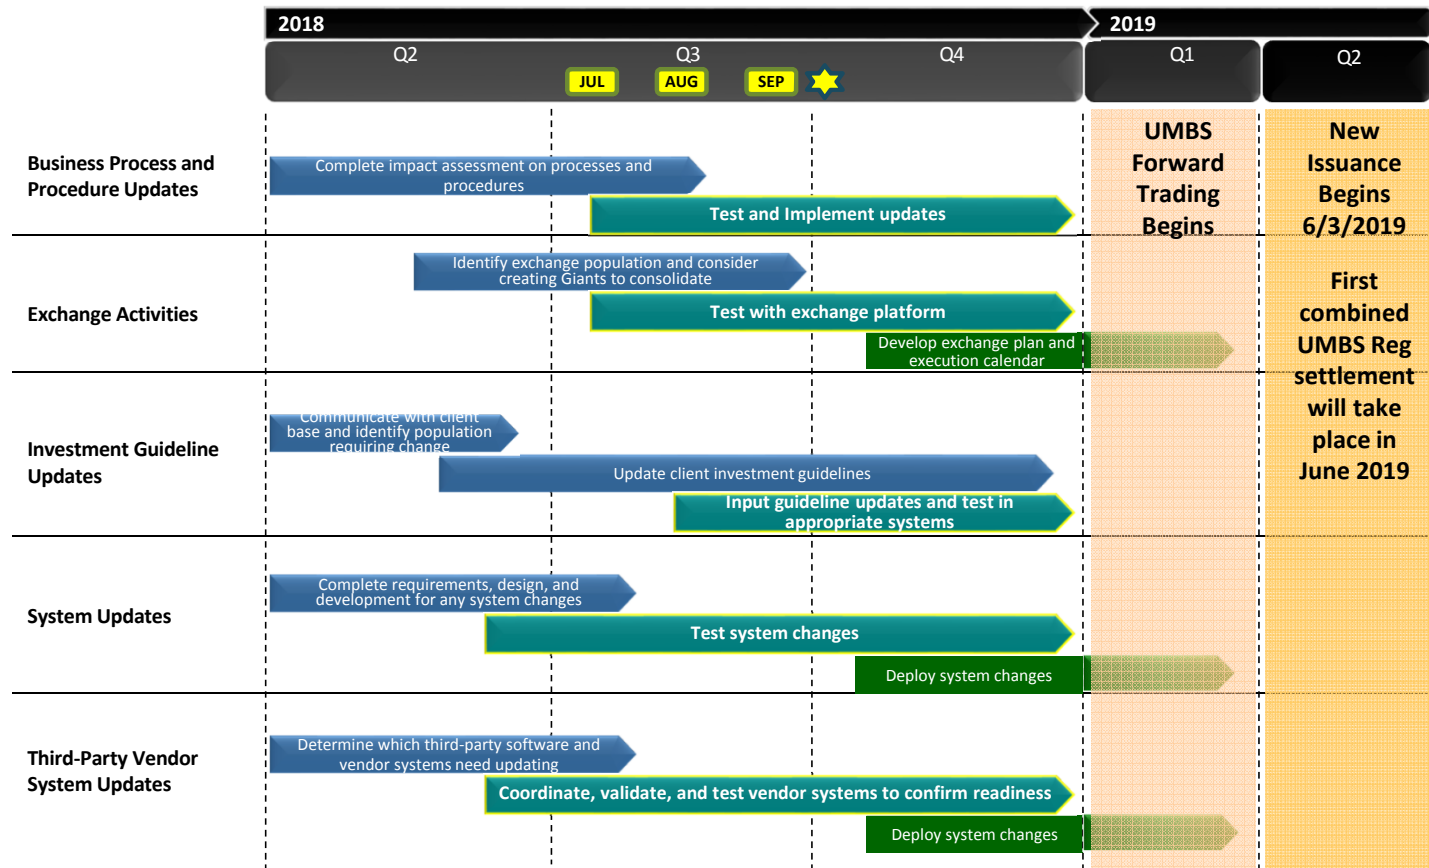 2018
2019
Q2
Q3
Q4
Q1
Q2
JUL
AUG
SEP
UMBS
Forward
Trading
Begins
New
Issuance
Begins
6/3/2019
First
combined
UMBS Reg
settlement
will take
place in
June 2019
Business Process and
Procedure Updates
Complete impact assessment on processes and
procedures
Test and Implement updates
Exchange Activities
Identify exchange population and consider
creating Giants to consolidate
Test with exchange platform
Develop exchange plan and
execution calendar
Investment Guideline
Updates
Communicate with client
base and identify population
requiring change
Update client investment guidelines
Input guideline updates and test in
appropriate systems
System Updates
Complete requirements, design, and
development for any system changes
Test system changes
Deploy system changes
Third-Party Vendor
System Updates
Determine which third-party software and
vendor systems need updating
Coordinate, validate, and test vendor systems to confirm readiness
Deploy system changes